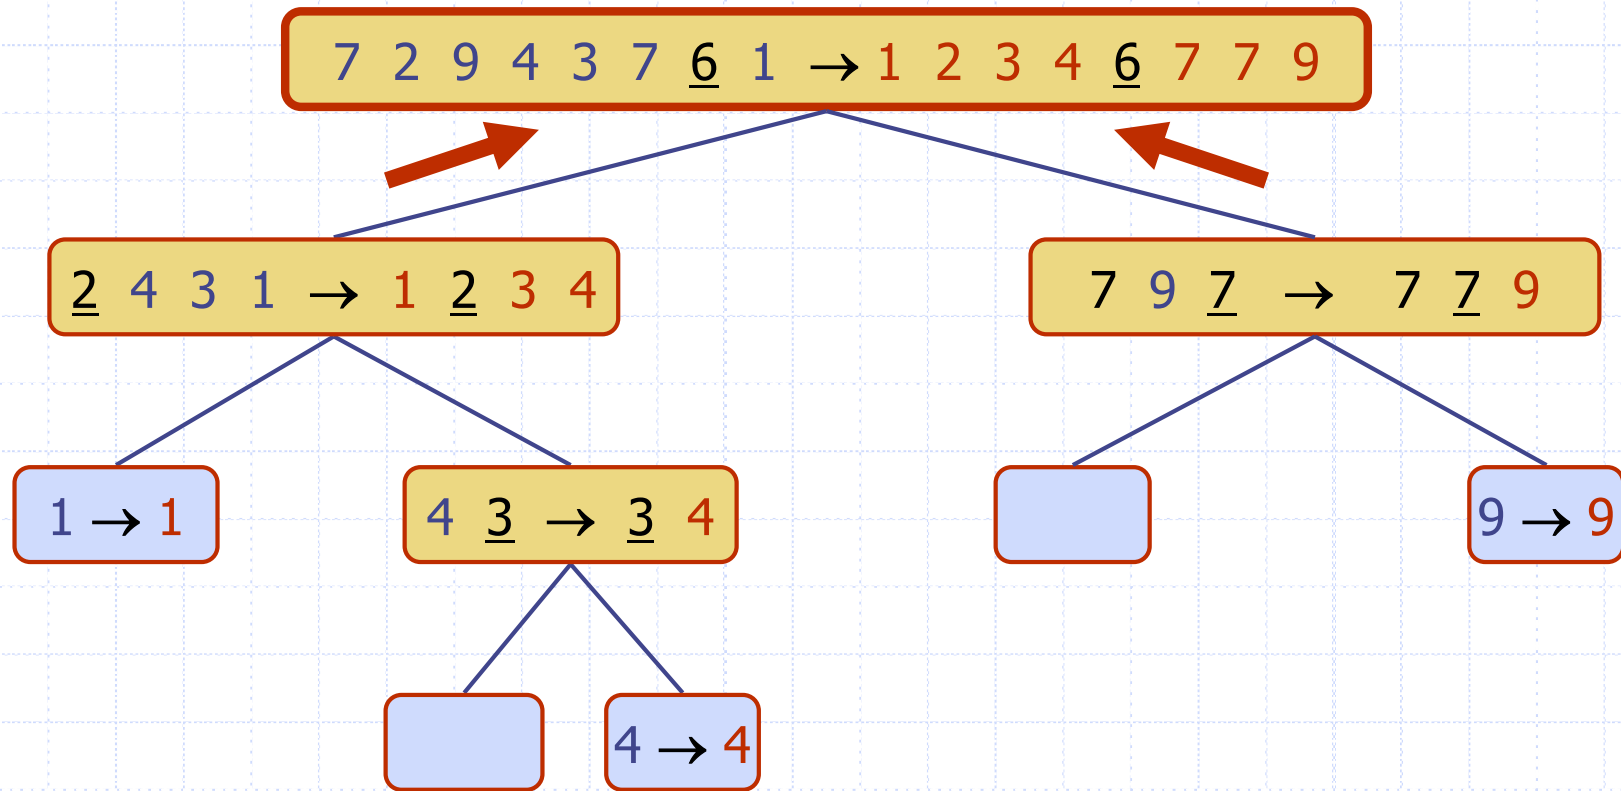 7 2 9 4 3 7 6 1 → 1 2 3 4 6 7 7 9
2 4 3 1 → 1 2 3 4
7 9 7 → 7 7 9
1 → 1
4 3 → 3 4
9 → 9
4 → 4